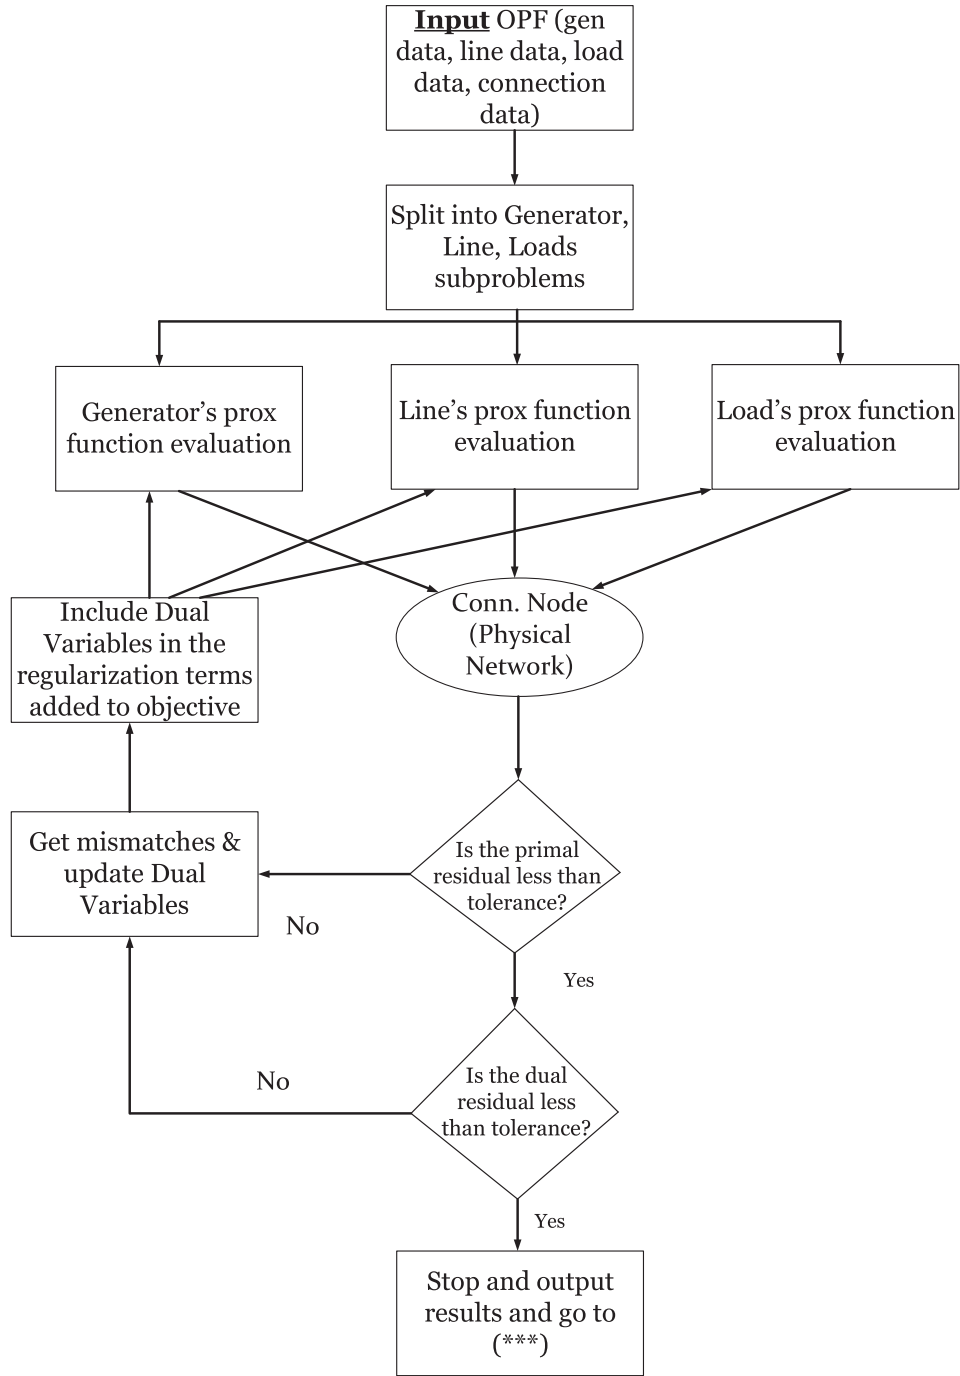 Input OPF (gen
data, line data, load
data, connection
data)
Split into Generator,
Line, Loads
subproblems
Generator’s prox
function evaluation
Line’s prox function
evaluation
Load’s prox function
evaluation
Include Dual
Variables in the
regularization terms
added to objective
Conn. Node
(Physical
Network)
Get mismatches &
update Dual
Variables
Is the primal
residual less than
tolerance?
No
Yes
Is the dual
residual less
than tolerance?
No
Yes
Stop and output
results and go to
(***)